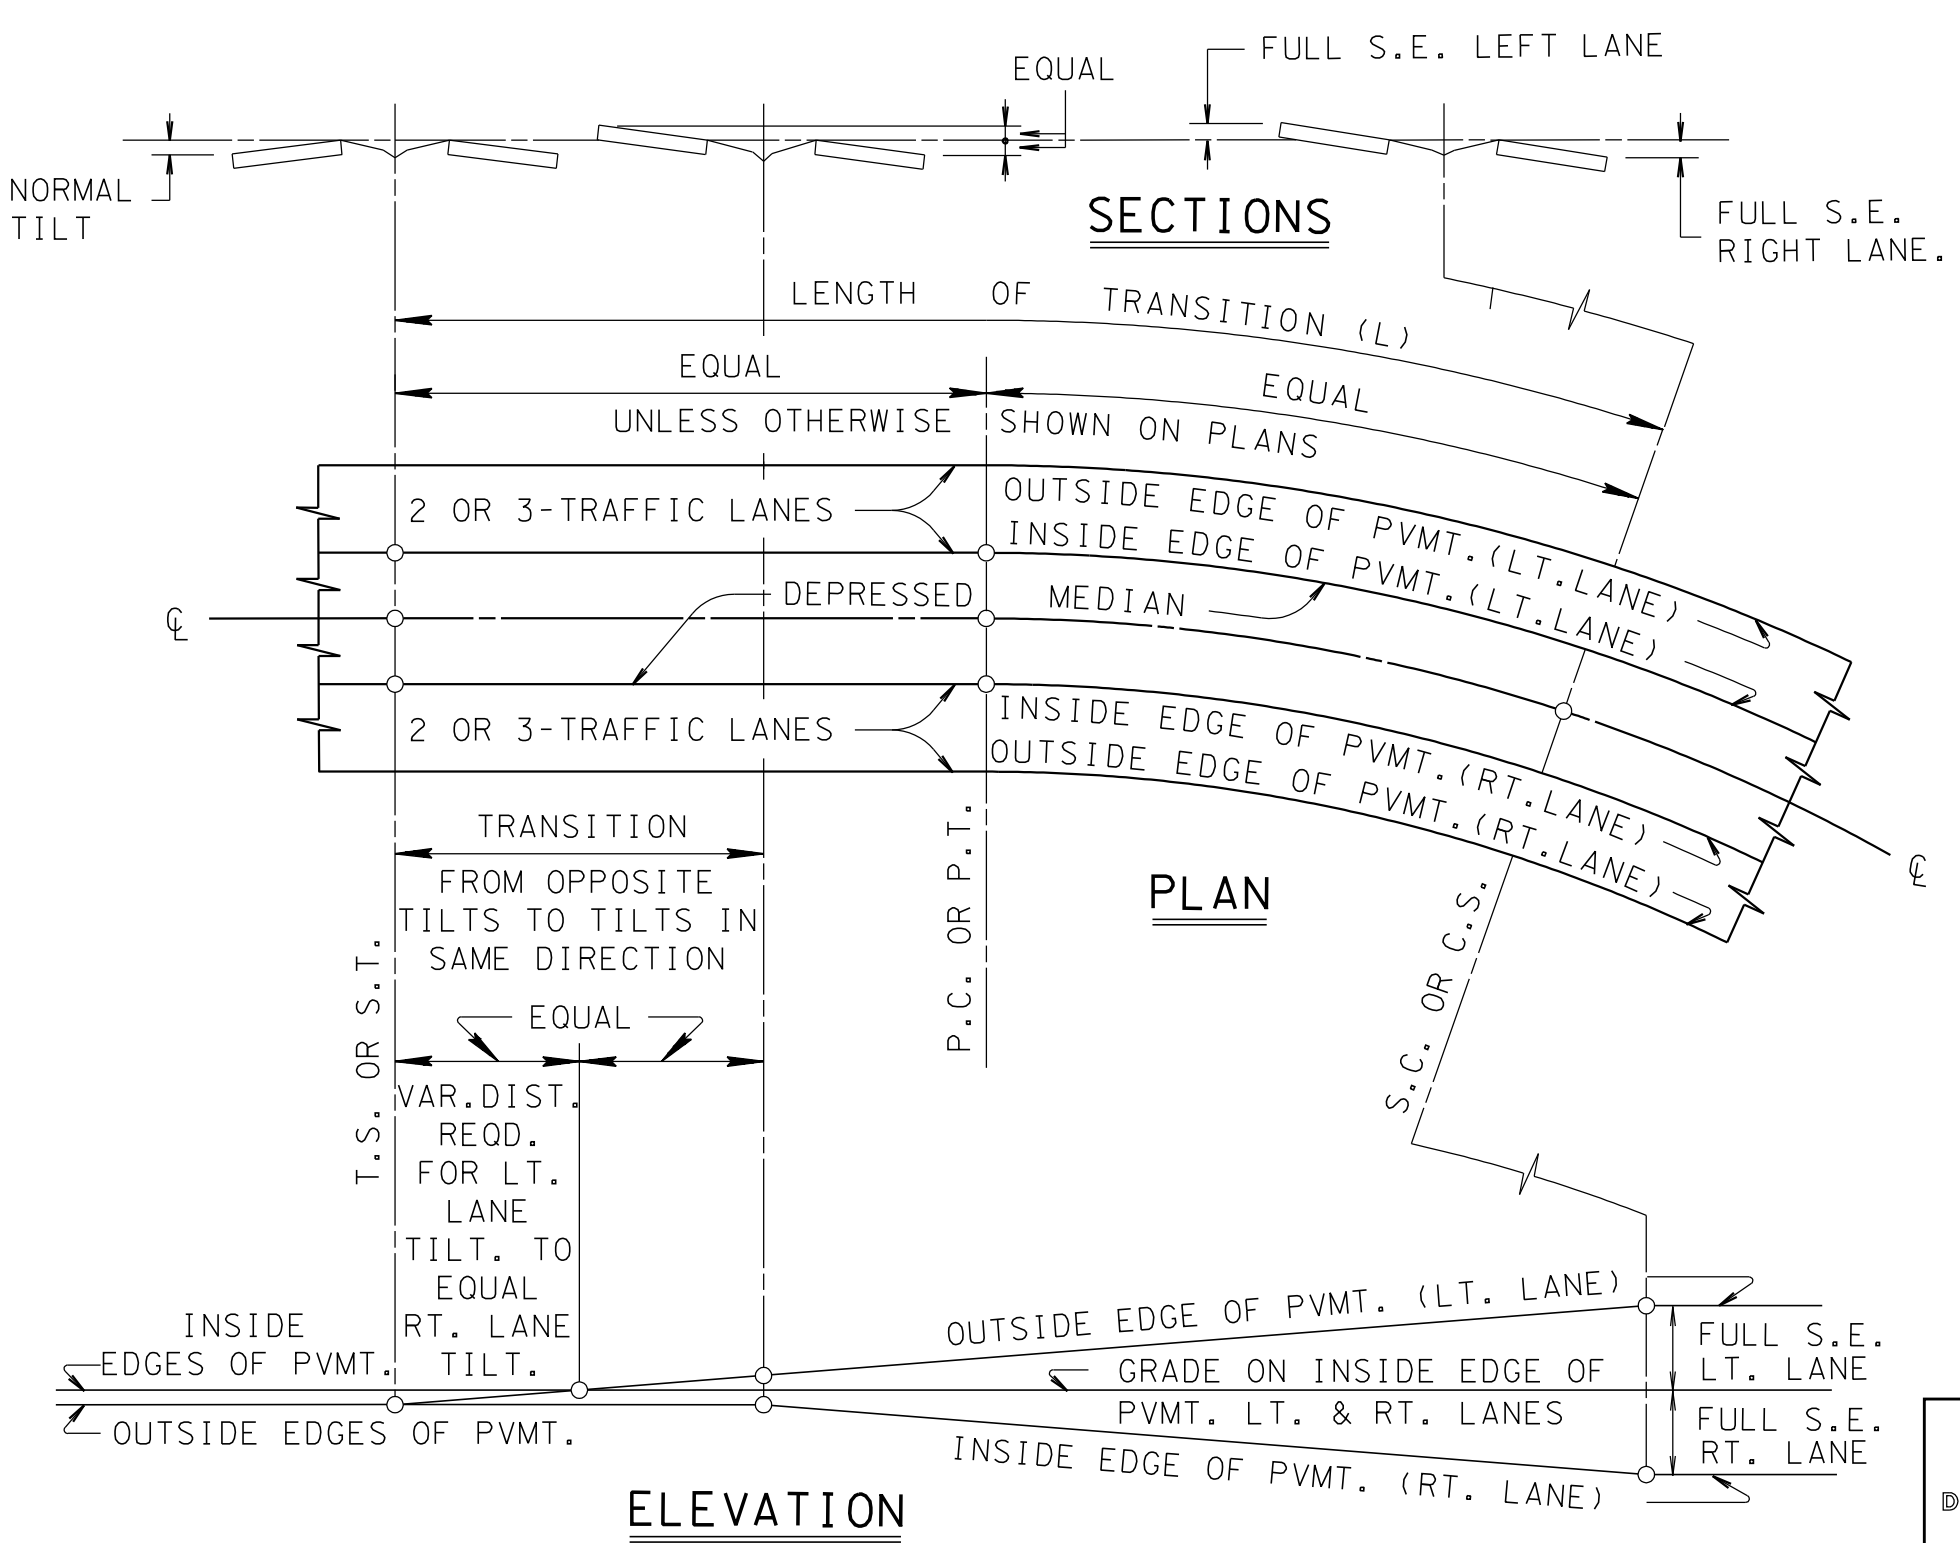 EQUAL
FULL S.E. LEFT LANE
NORMAL
TILT
SECTIONS
FULL S.E.
RIGHT LANE.
LENGTH OF TRANSITION (L)
EQUAL
EQUAL
UNLESS OTHERWISE SHOWN ON PLANS
2 OR 3-TRAFFIC LANES
OUTSIDE EDGE OF PVMT.(LT.LANE)
INSIDE EDGE OF PVMT.(LT.LANE)
DEPRESSED MEDIAN
℄
2 OR 3-TRAFFIC LANES
INSIDE EDGE OF PVMT.(RT.LANE)
OUTSIDE EDGE OF PVMT.(RT.LANE)
℄
TRANSITION
FROM OPPOSITE
TILTS TO TILTS IN
SAME DIRECTION
PLAN
T.S. OR S.T.
P.C. OR P.T.
S.C. OR C.S.
EQUAL
VAR.DIST.
REQD.
FOR LT.
LANE
TILT. TO
EQUAL
RT. LANE
TILT.
INSIDE
EDGES OF PVMT.
OUTSIDE EDGES OF PVMT.
OUTSIDE EDGE OF PVMT. (LT. LANE)
GRADE ON INSIDE EDGE OF
PVMT. LT. & RT. LANES
INSIDE EDGE OF PVMT. (RT. LANE)
FULL S.E.
LT. LANE
FULL S.E.
RT. LANE
ELEVATION
D